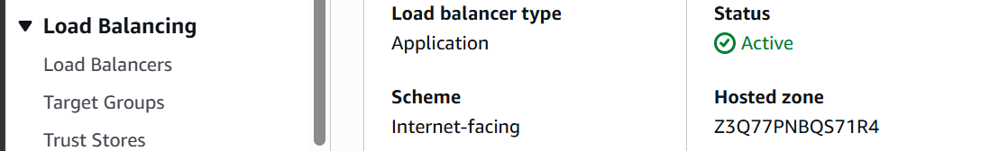 Load Balancing
Load Balancers
Target Groups
Trust Stores
Load balancer type
Application
Scheme
Internet-facing
Status
Active
Hosted zone
Z3Q77PNBQS71R4